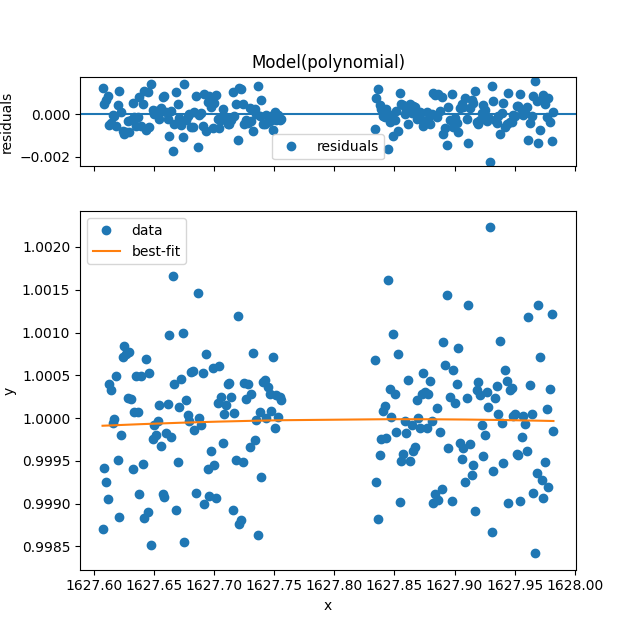 Model(polynomial)
residuals
0.000
−0.002
residuals
y
1.0020
1.0015
1.0010
1.0005
1.0000
0.9995
0.9990
0.9985
data
best-fit
1627.60 1627.65 1627.70 1627.75 1627.80 1627.85 1627.90 1627.95 1628.00
x